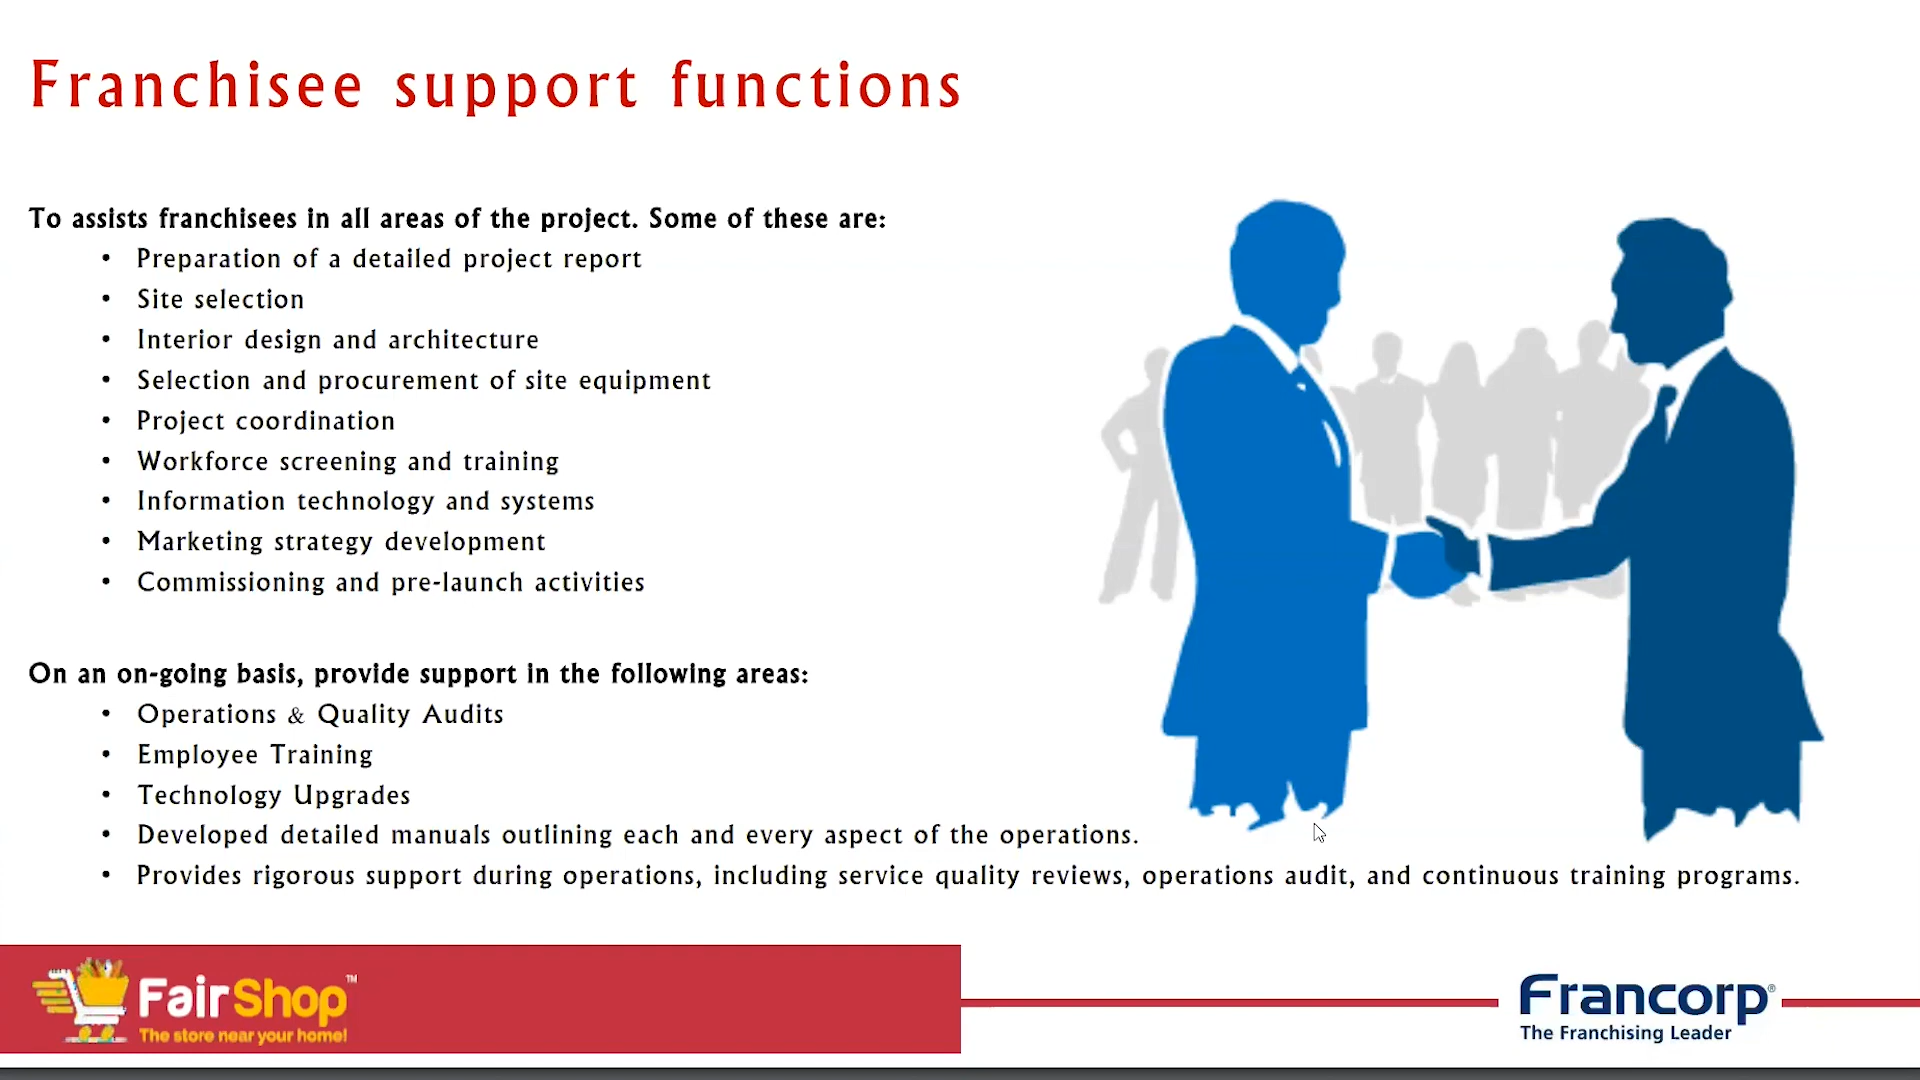 Franchisee support functions
To assists franchisees in all areas of the project. Some of these are:
• Preparation of a detailed project report
• Site selection
• Interior design and architecture
• Selection and procurement of site equipment
• Project coordination
• Workforce screening and training
• Information technology and systems
• Marketing strategy development
• Commissioning and pre-launch activities
On an on-going basis, provide support in the following areas:
• Operations & Quality Audits
• Employee Training
• Technology Upgrades
• Developed detailed manuals outlining each and every aspect of the operations.
• Provides rigorous support during operations, including service quality reviews, operations audit, and continuous training programs.
FairShop™
The store near your home!
Francorp®
The Franchising Leader